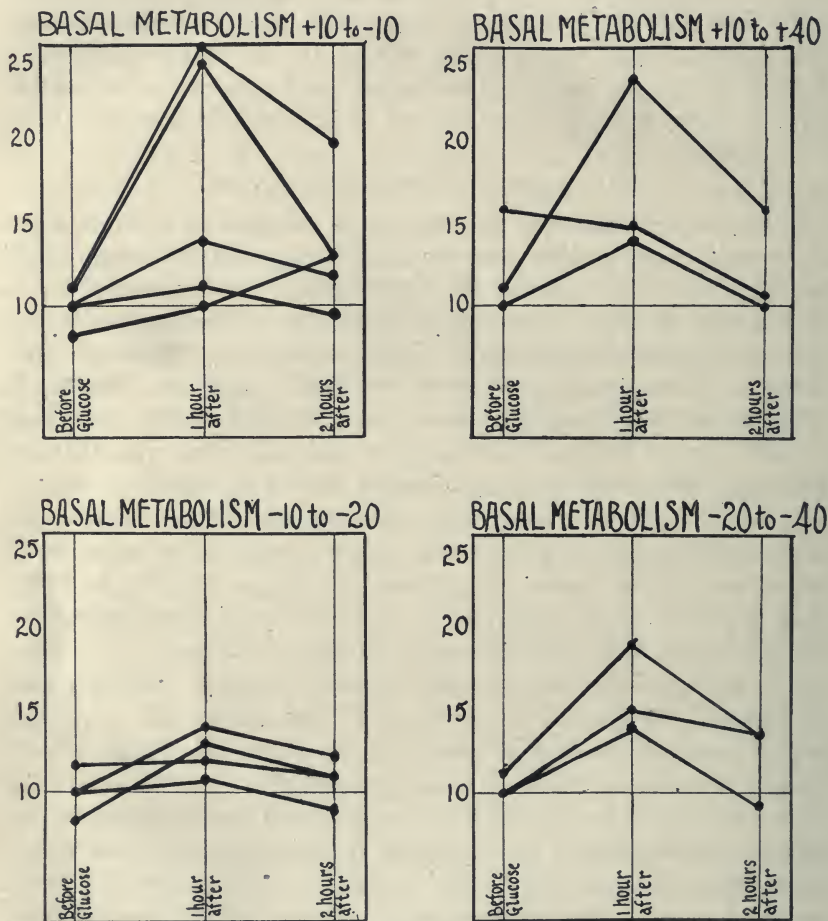 BASAL METABOLISM +10 to -10
25
20
15
10
Before
Glucose
1 hour
after
2 hours
after
BASAL METABOLISM +10 to +40
25
20
15
10
Before
Glucose
1 hour
after
2 hours
after
BASAL METABOLISM -10 to -20
25
20
15
10
Before
Glucose
1 hour
after
2 hours
after
BASAL METABOLISM -20 to -40
25
20
15
10
Before
Glucose
1 hour
after
2 hours
after